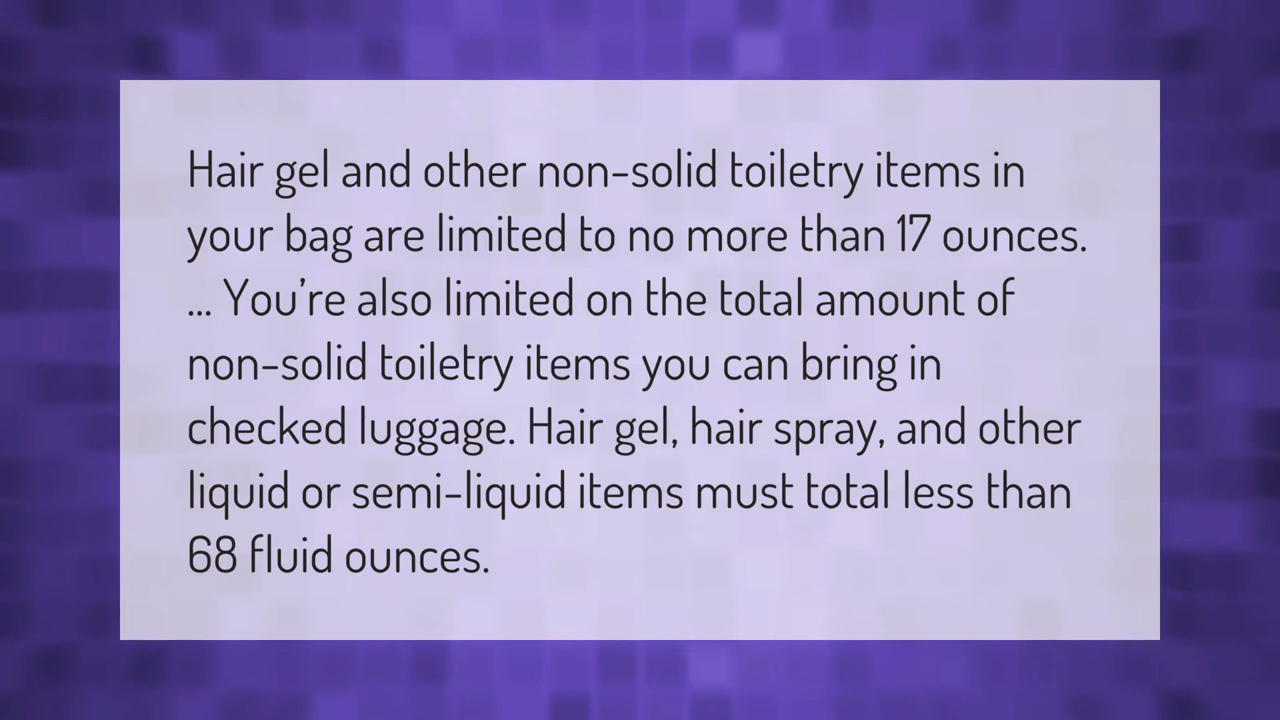 Hair gel and other non-solid toiletry items in
your bag are limited to no more than 17 ounces.
... You’re also limited on the total amount of
non-solid toiletry items you can bring in
checked luggage. Hair gel, hair spray, and other
liquid or semi-liquid items must total less than
68 fluid ounces.